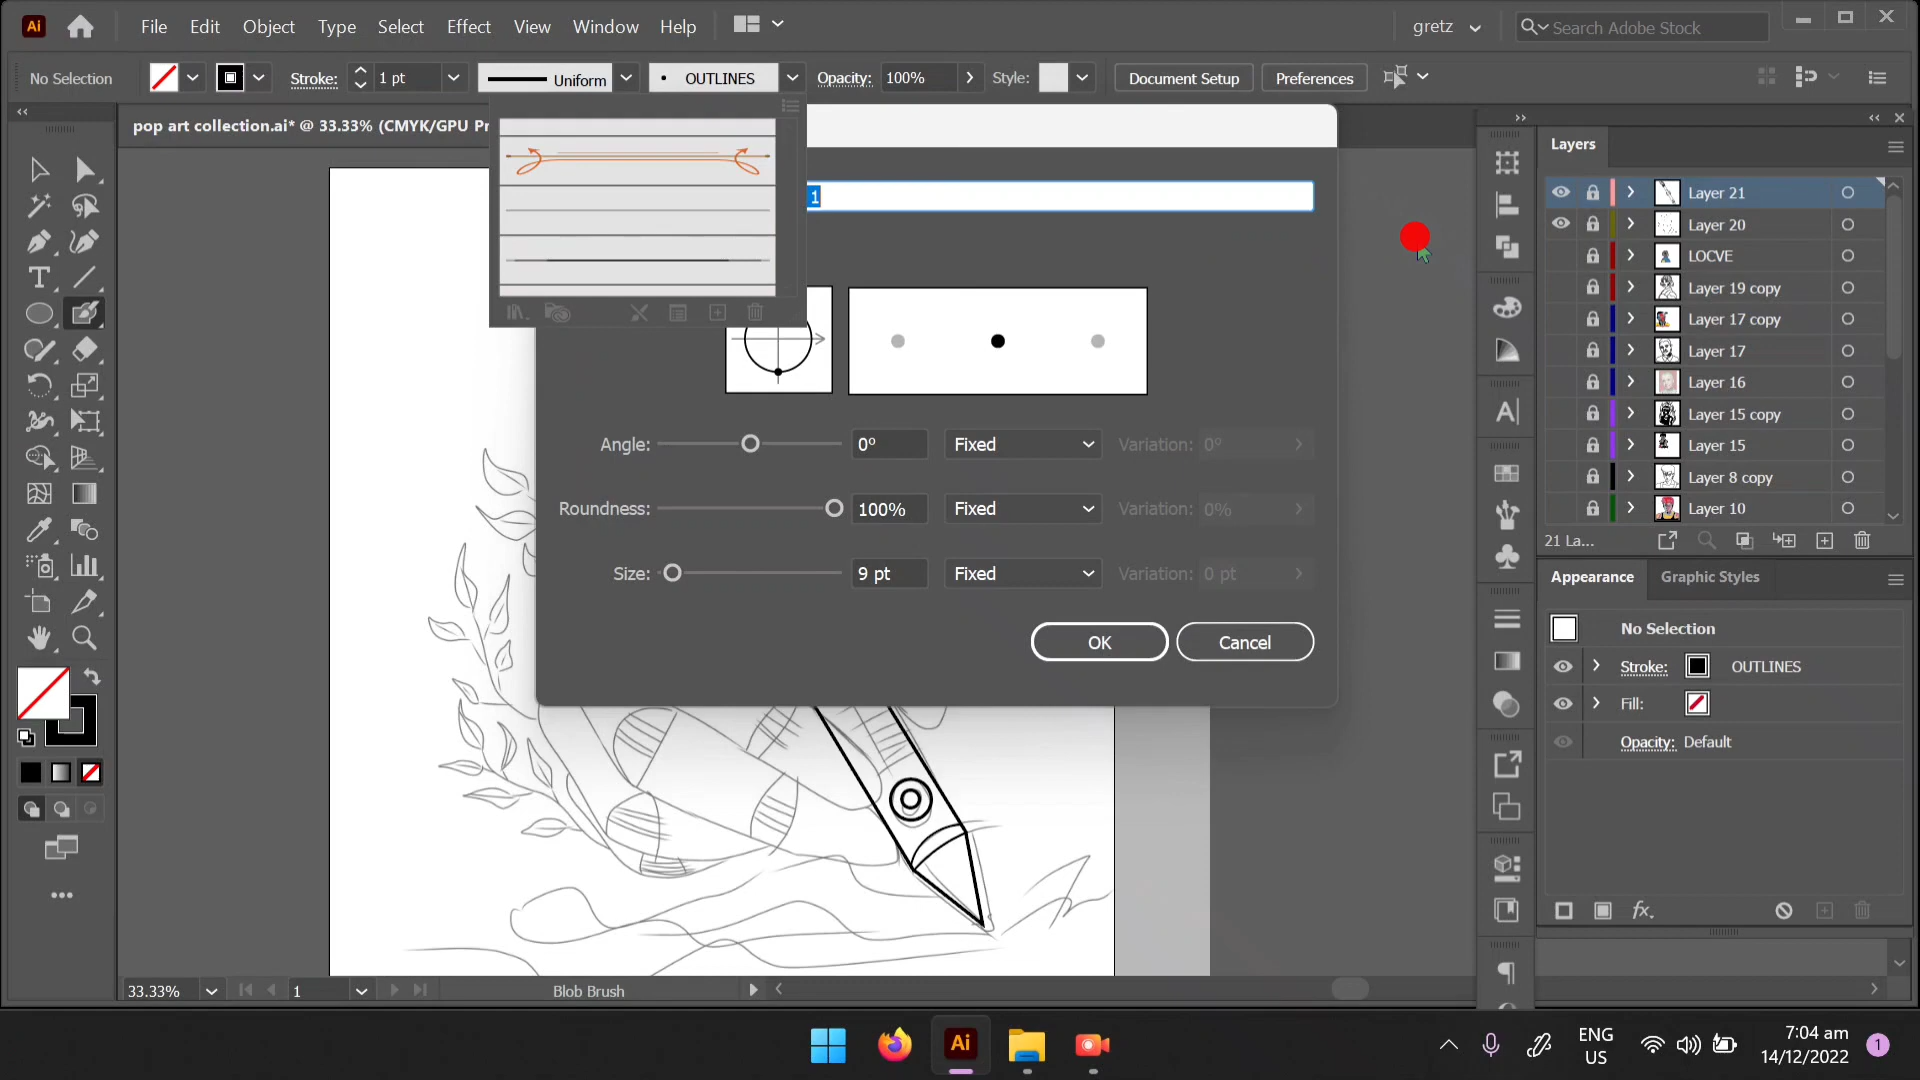 Ai File Edit Object Type Select Effect View Window Help gretz Search Adobe Stock
No Selection Stroke: 1 pt Uniform OUTLINES Opacity: 100% Style: Document Setup Preferences
pop art collection.ai* @ 33.33% (CMYK/GPU Pr
1
Angle: 0° Fixed Variation: 0°
Roundness: 100% Fixed Variation: 0%
Size: 9 pt Fixed Variation: 0 pt
OK Cancel
Layers
Layer 21
Layer 20
LOCVE
Layer 19 copy
Layer 17 copy
Layer 17
Layer 16
Layer 15 copy
Layer 15
Layer 8 copy
Layer 10
21 La...
Appearance Graphic Styles
No Selection
Stroke: OUTLINES
Fill:
Opacity: Default
fx.
33.33% 1 Blob Brush
Ai
ENG
US
7:04 am
14/12/2022
1